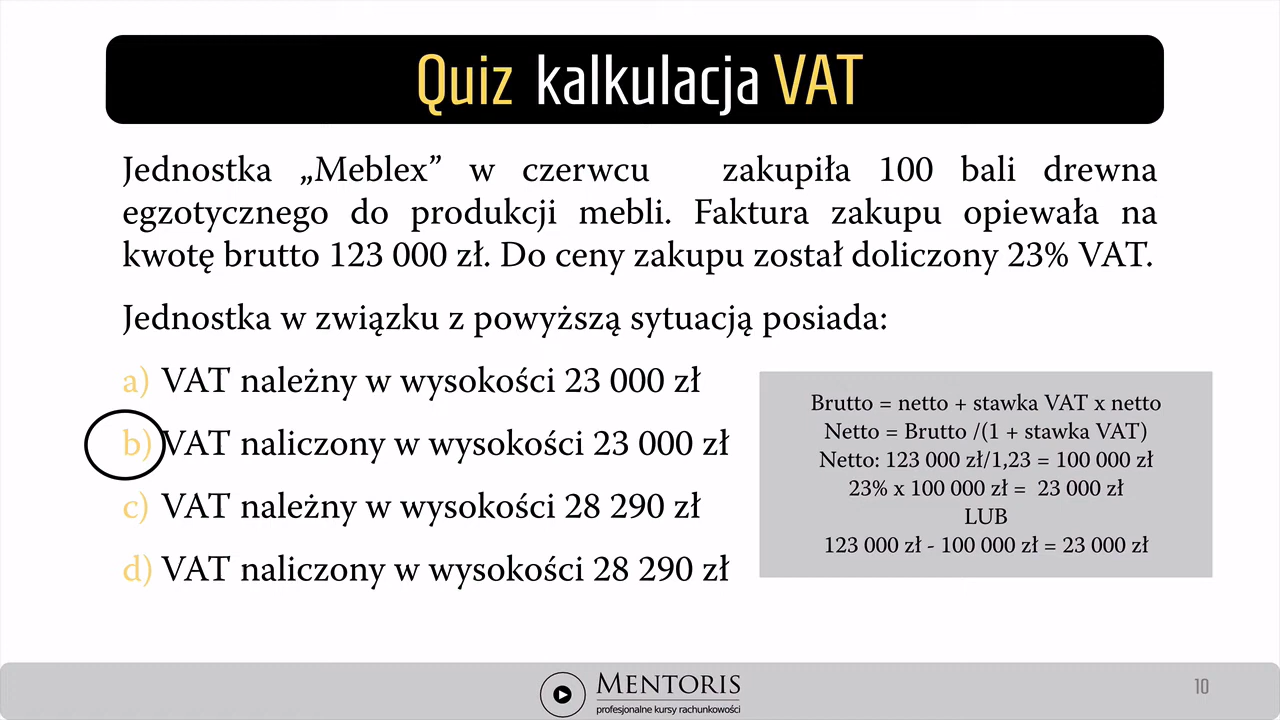 Quiz kalkulacja VAT
Jednostka „Meblex” w czerwcu zakupiła 100 bali drewna
egzotycznego do produkcji mebli. Faktura zakupu opiewała na
kwotę brutto 123 000 zł. Do ceny zakupu został doliczony 23% VAT.
Jednostka w związku z powyższą sytuacją posiada:
a) VAT należny w wysokości 23 000 zł
b) VAT naliczony w wysokości 23 000 zł
c) VAT należny w wysokości 28 290 zł
d) VAT naliczony w wysokości 28 290 zł
Brutto = netto + stawka VAT x netto
Netto = Brutto /(1 + stawka VAT)
Netto: 123 000 zł/1,23 = 100 000 zł
23% x 100 000 zł = 23 000 zł
LUB
123 000 zł - 100 000 zł = 23 000 zł
MENTORIS
profesjonalne kursy rachunkowości
10